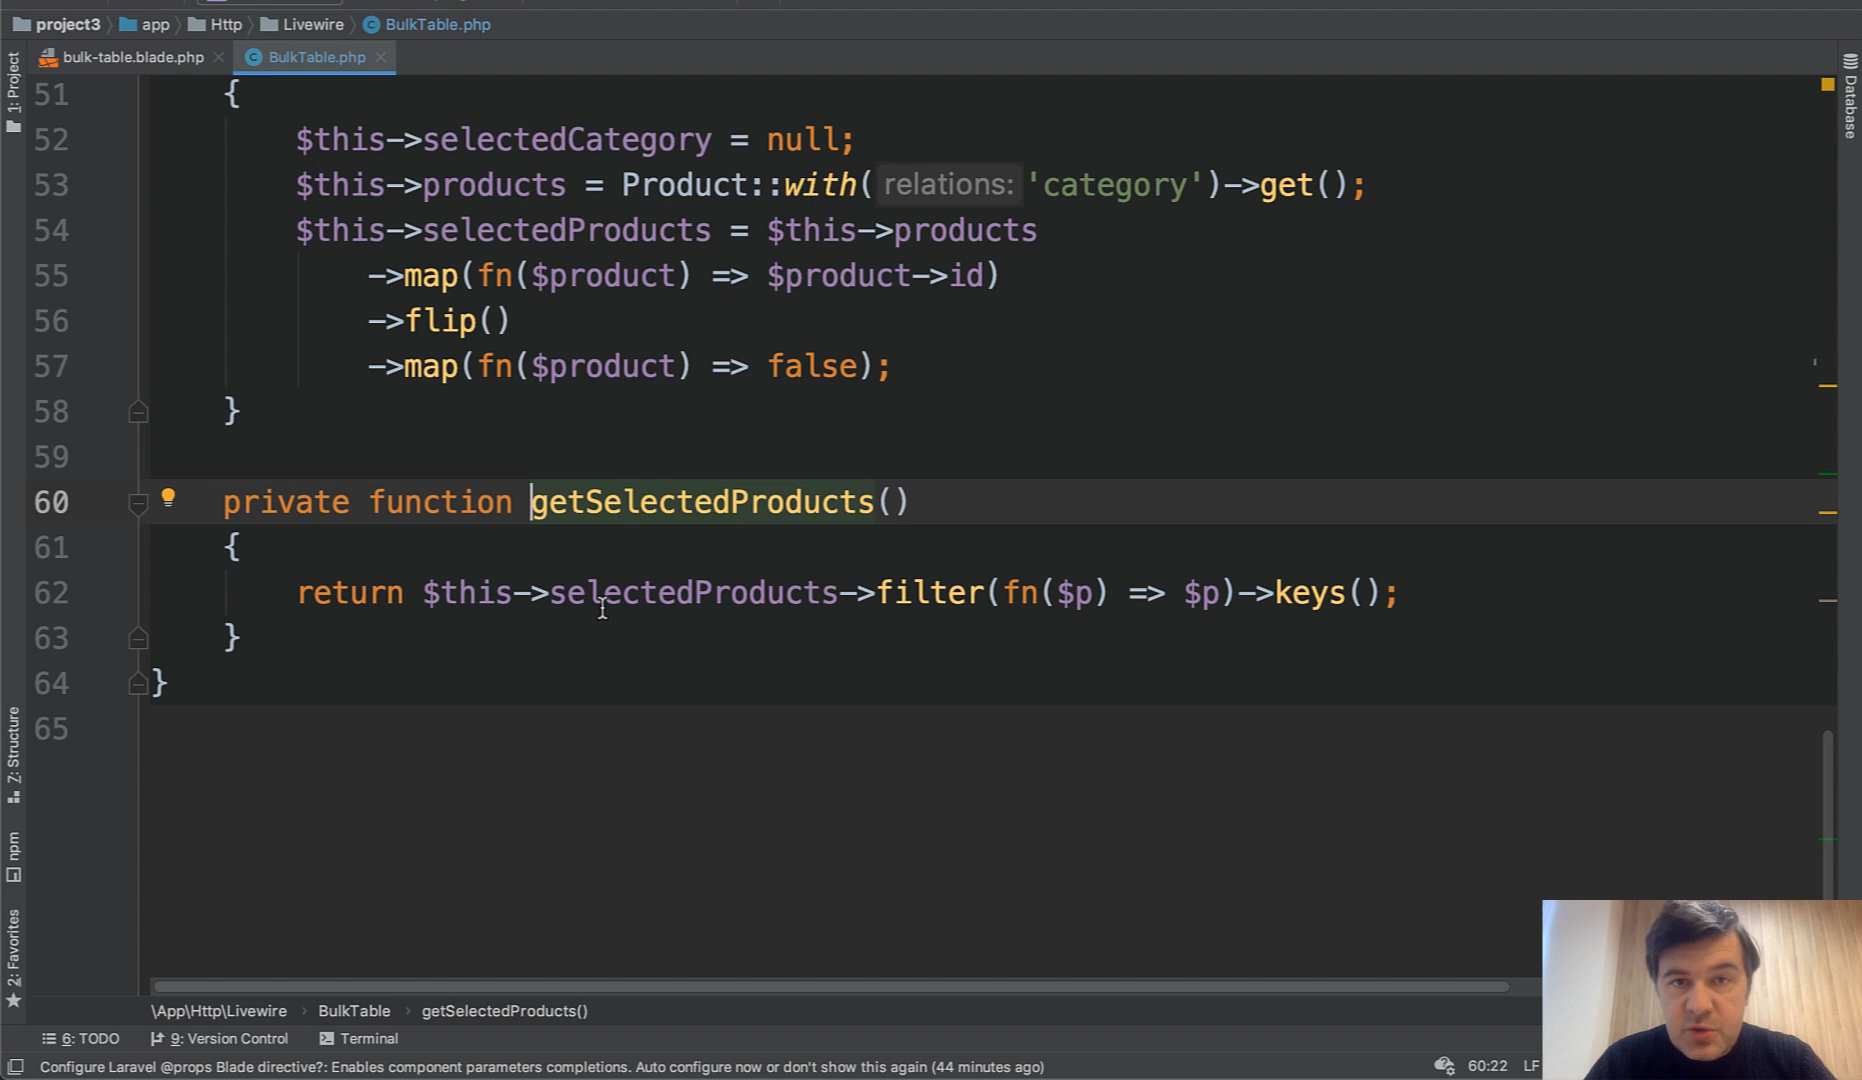 project3 app Http Livewire BulkTable.php
bulk-table.blade.php BulkTable.php
1: Project
Database
51 {
52 $this->selectedCategory = null;
53 $this->products = Product::with( relations: 'category')->get();
54 $this->selectedProducts = $this->products
55 ->map(fn($product) => $product->id)
56 ->flip()
57 ->map(fn($product) => false);
58 }
59
60 private function getSelectedProducts()
61 {
62 return $this->selectedProducts->filter(fn($p) => $p)->keys();
63 }
64 }
65
7: Structure
npm
2: Favorites
\App\Http\Livewire BulkTable getSelectedProducts()
6: TODO 9: Version Control Terminal
Configure Laravel @props Blade directive?: Enables component parameters completions. Auto configure now or don't show this again (44 minutes ago) 60:22 LF